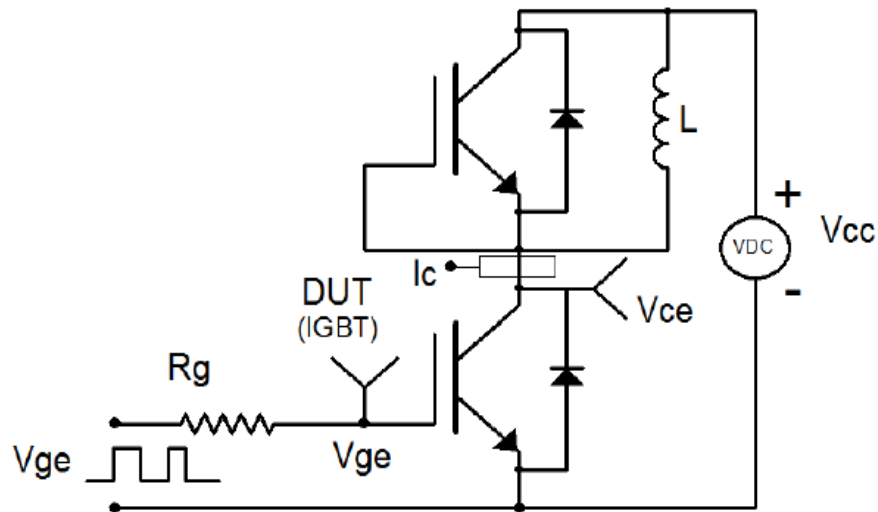 L
+
VDC
Vcc
-
Ic
DUT
(IGBT)
Vce
Rg
Vge
Vge